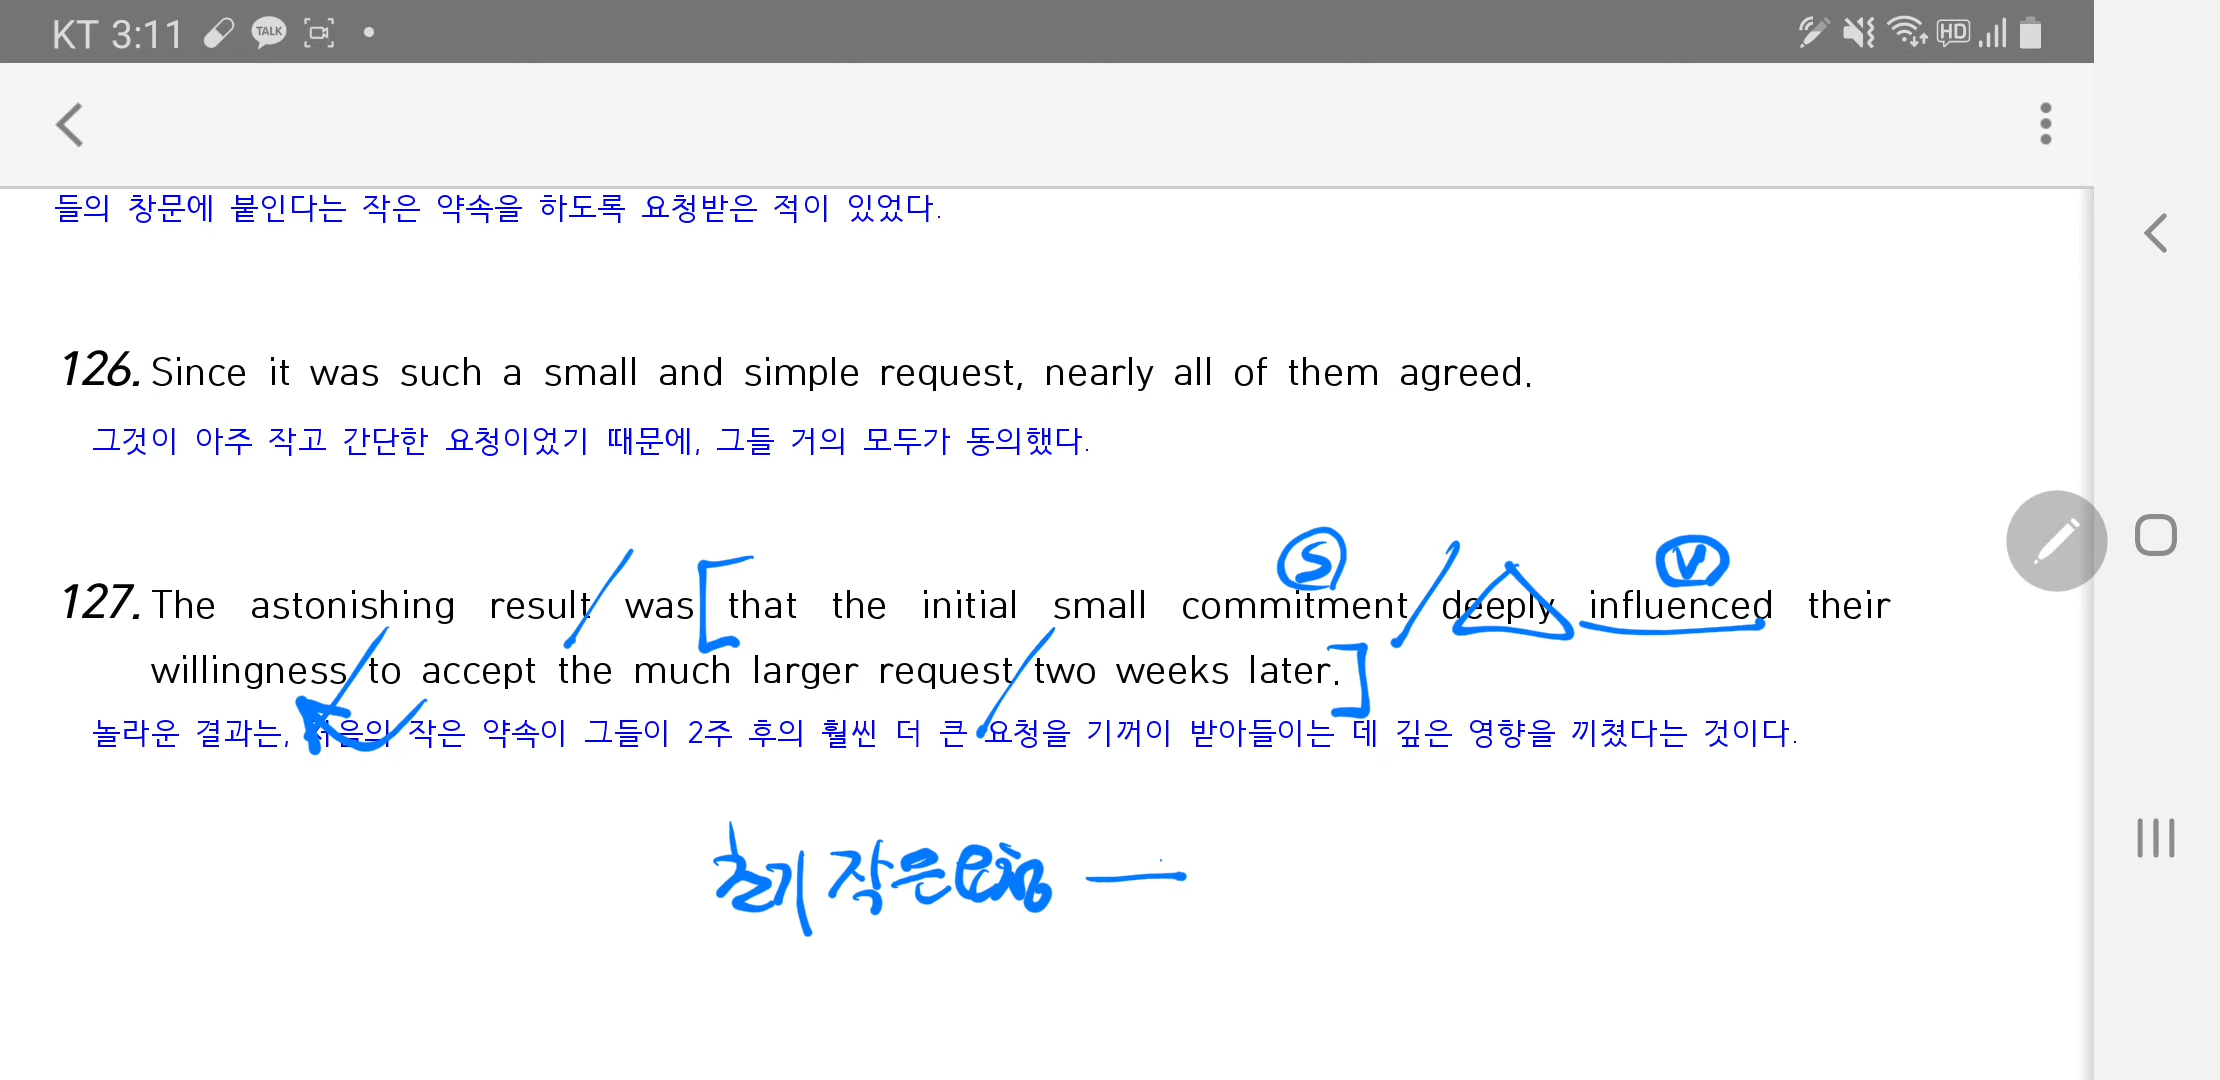 KT 3:11 TALK HD
들의 창문에 붙인다는 작은 약속을 하도록 요청받은 적이 있었다.
126. Since it was such a small and simple request, nearly all of them agreed.
그것이 아주 작고 간단한 요청이었기 때문에, 그들 거의 모두가 동의했다.
S V
127. The astonishing result / was [that the initial small commitment / deeply influenced their
willingness / to accept the much larger request / two weeks later.]
놀라운 결과는, 처음의 작은 약속이 그들이 2주 후의 훨씬 더 큰 요청을 기꺼이 받아들이는 데 깊은 영향을 끼쳤다는 것이다.
초기 작은 요청 —